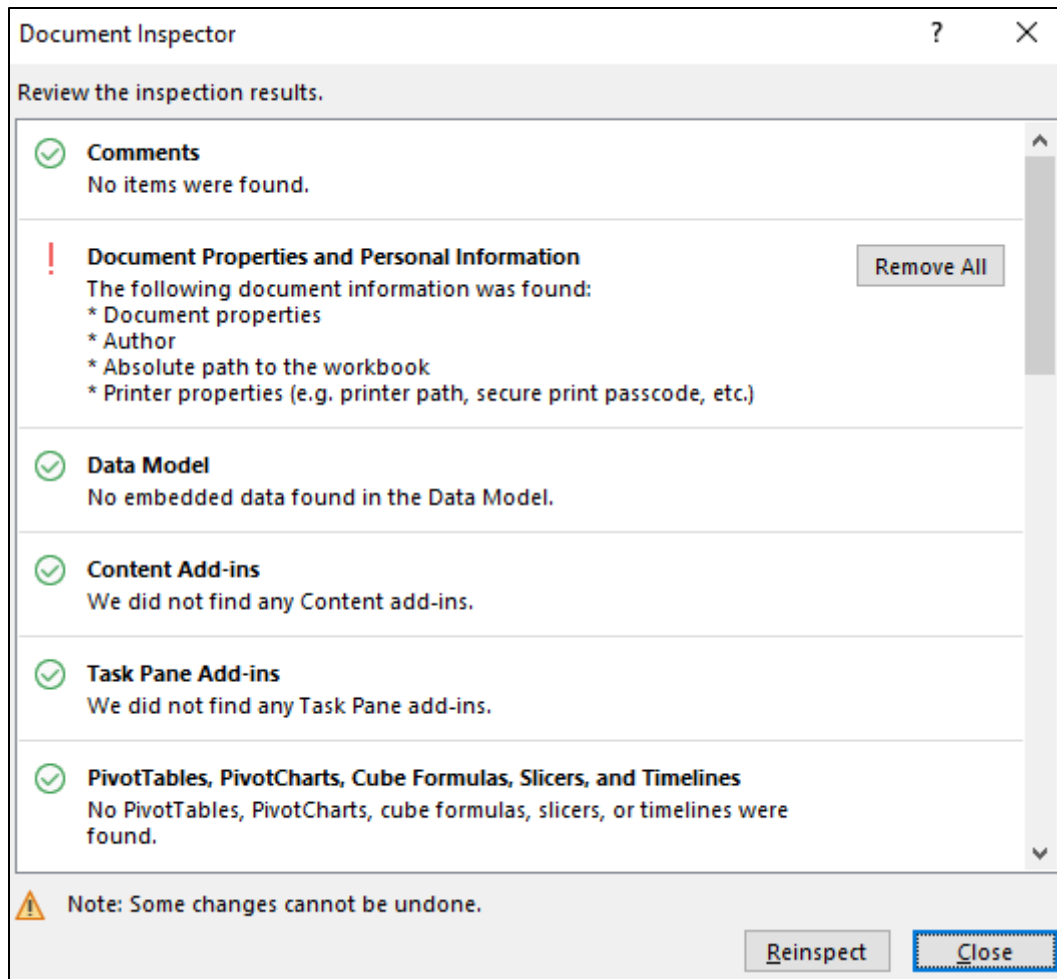 Document Inspector
?
Review the inspection results.
Comments
No items were found.
Document Properties and Personal Information
Remove All
The following document information was found:
* Document properties
* Author
* Absolute path to the workbook
* Printer properties (e.g. printer path, secure print passcode, etc.)
Data Model
No embedded data found in the Data Model.
Content Add-ins
We did not find any Content add-ins.
Task Pane Add-ins
We did not find any Task Pane add-ins.
PivotTables, PivotCharts, Cube Formulas, Slicers, and Timelines
No PivotTables, PivotCharts, cube formulas, slicers, or timelines were
found.
Note: Some changes cannot be undone.
Reinspect
Close